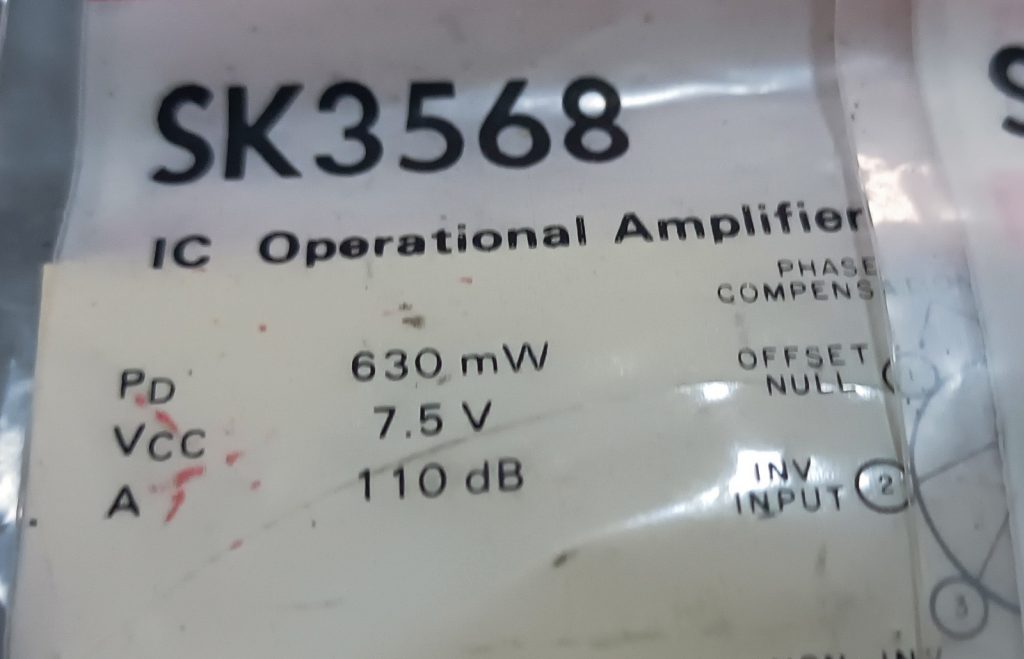 SK3568
IC Operational Amplifier
PHASE
COMPENS
OFFSET
NULL
1
PD 630 mW
VCC 7.5 V
A 110 dB
INV
INPUT
2
3